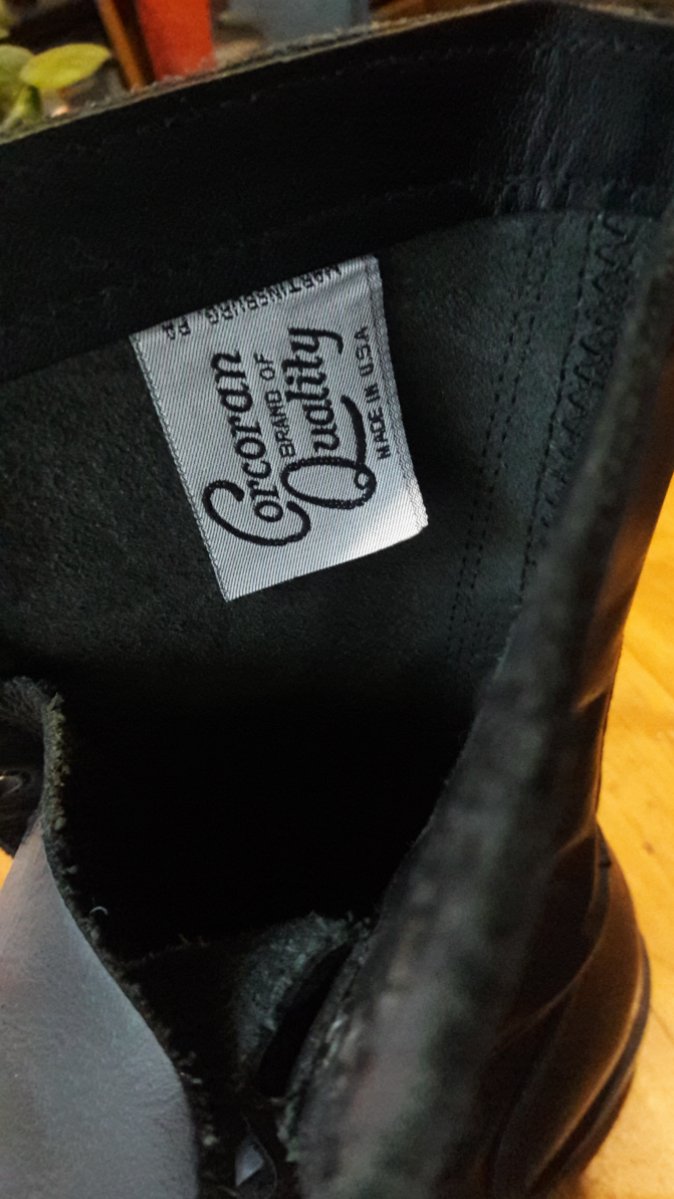 Corcoran
BRAND OF
Quality
MADE IN USA
MARTINSBURG PA